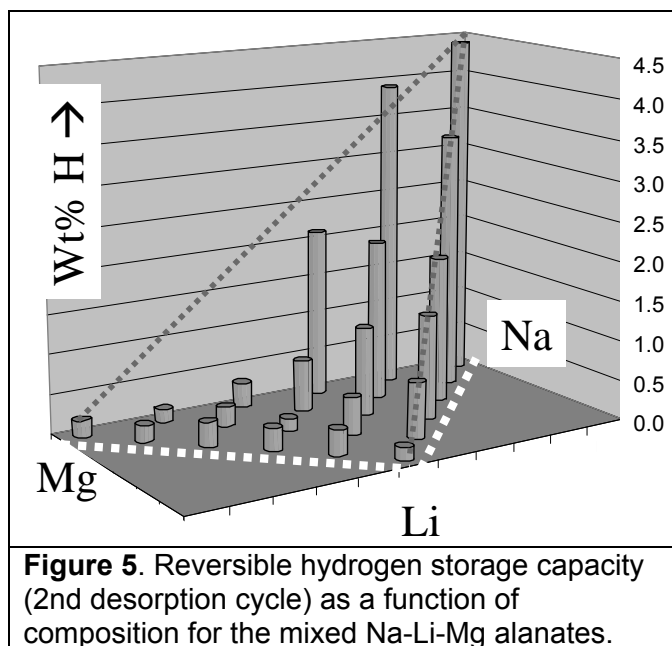 Wt% H →
4.5
4.0
3.5
3.0
2.5
2.0
1.5
1.0
0.5
0.0
Na
Mg
Li
Figure 5. Reversible hydrogen storage capacity
(2nd desorption cycle) as a function of
composition for the mixed Na-Li-Mg alanates.